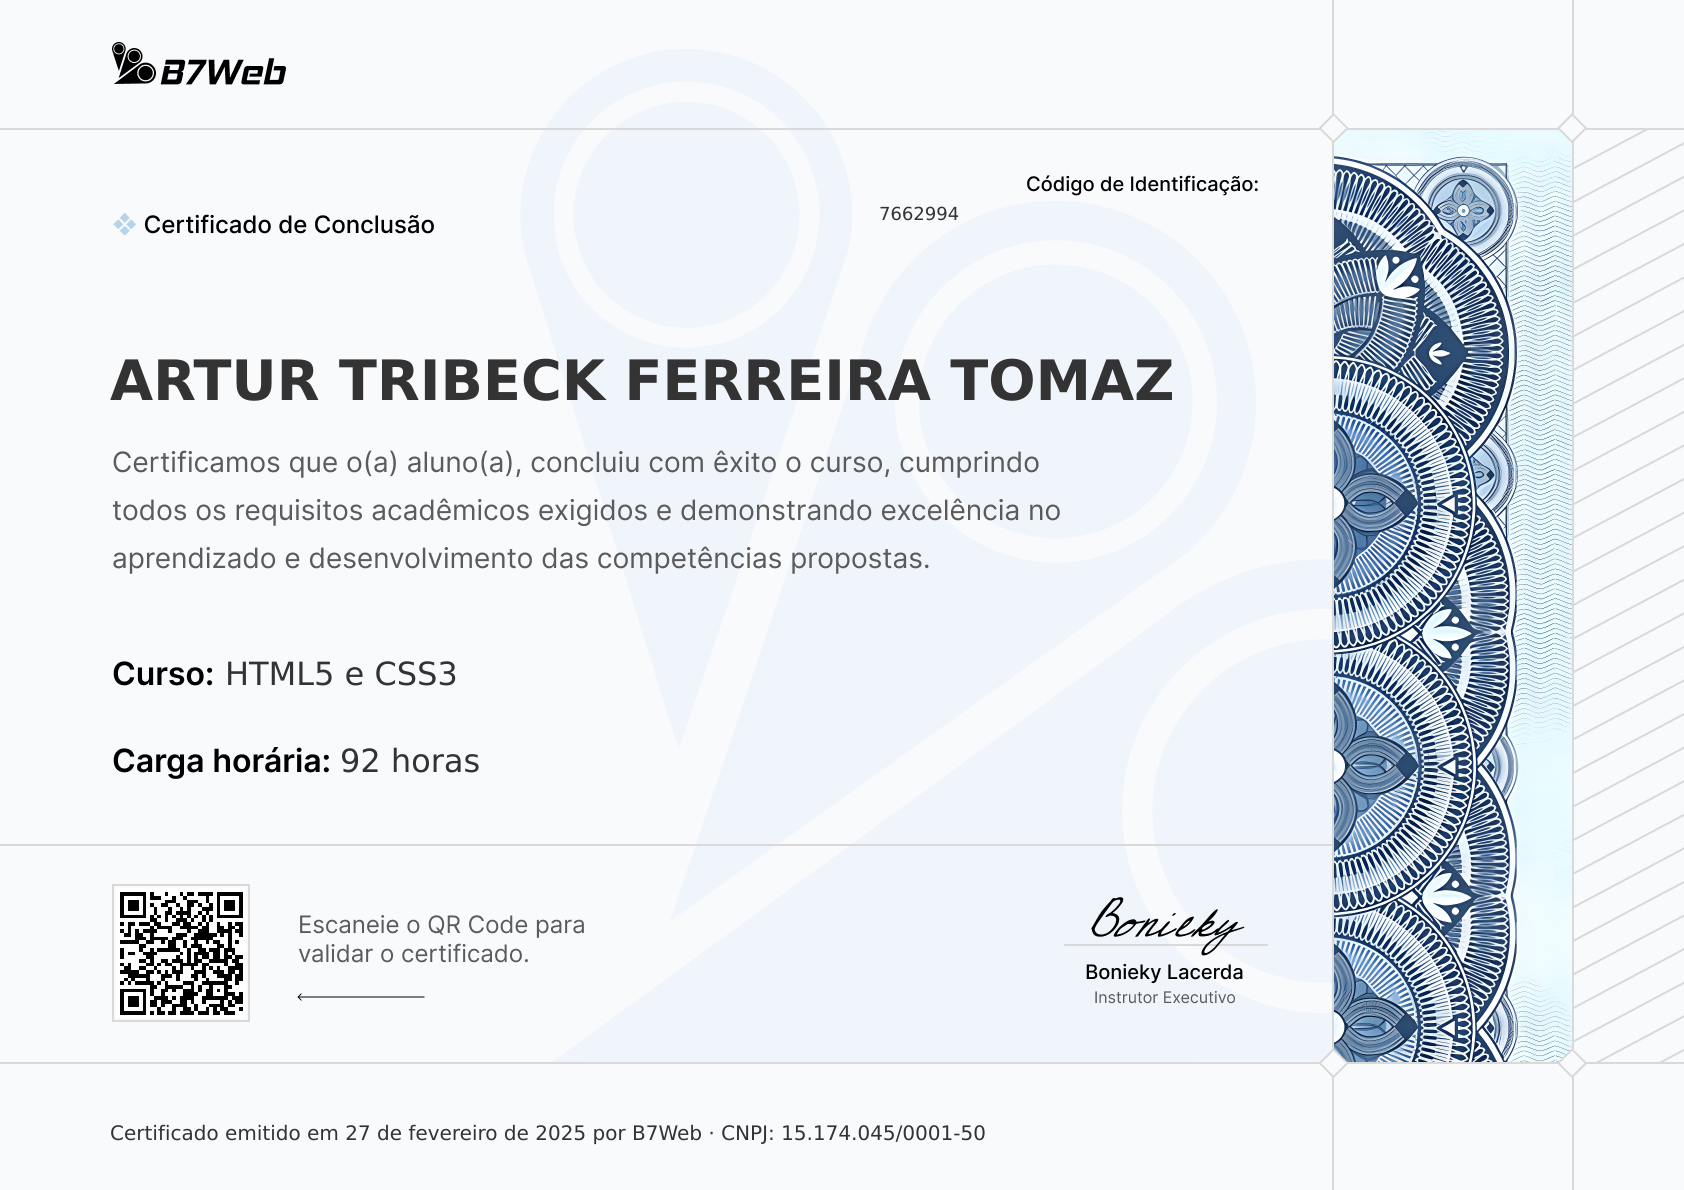 B7Web
Código de Identificação:
7662994
Certificado de Conclusão
ARTUR TRIBECK FERREIRA TOMAZ
Certificamos que o(a) aluno(a), concluiu com êxito o curso, cumprindo
todos os requisitos acadêmicos exigidos e demonstrando excelência no
aprendizado e desenvolvimento das competências propostas.
Curso: HTML5 e CSS3
Carga horária: 92 horas
Escaneie o QR Code para
validar o certificado.
Bonieky
Bonieky Lacerda
Instrutor Executivo
Certificado emitido em 27 de fevereiro de 2025 por B7Web · CNPJ: 15.174.045/0001-50